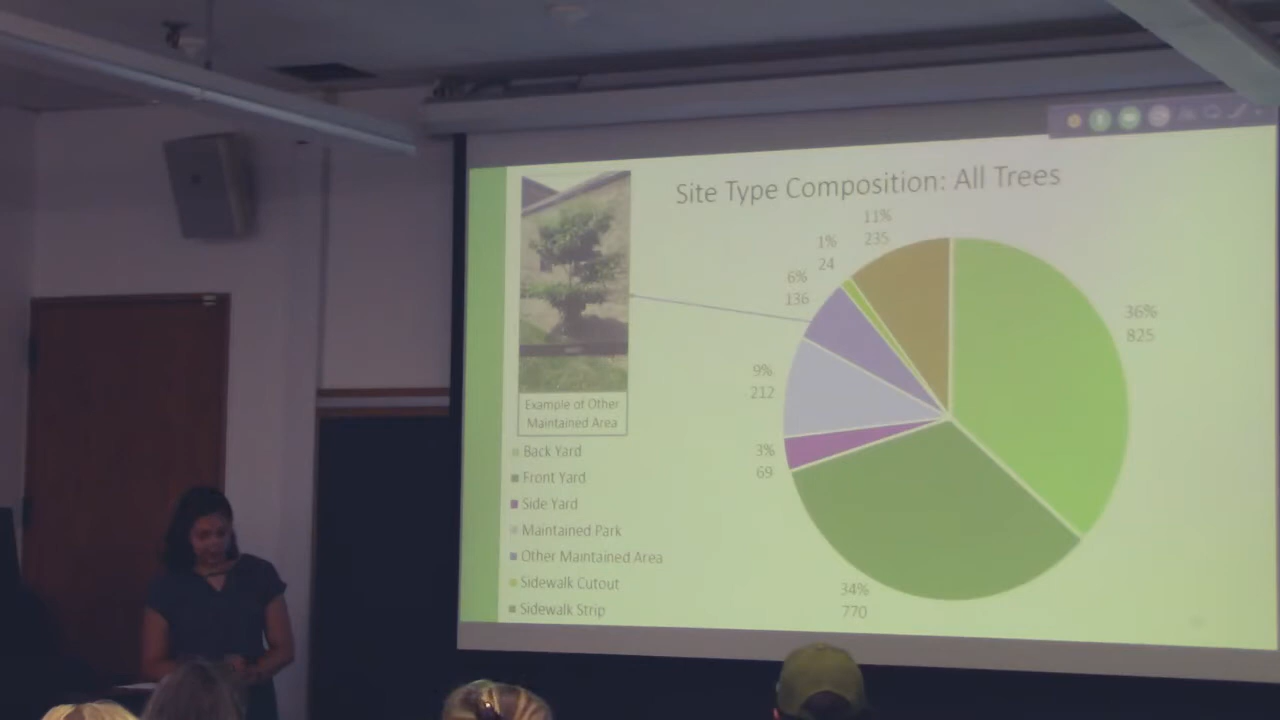 Site Type Composition: All Trees
11%
235
1%
24
6%
136
36%
825
9%
212
3%
69
34%
770
Example of Other
Maintained Area
Back Yard
Front Yard
Side Yard
Maintained Park
Other Maintained Area
Sidewalk Cutout
Sidewalk Strip